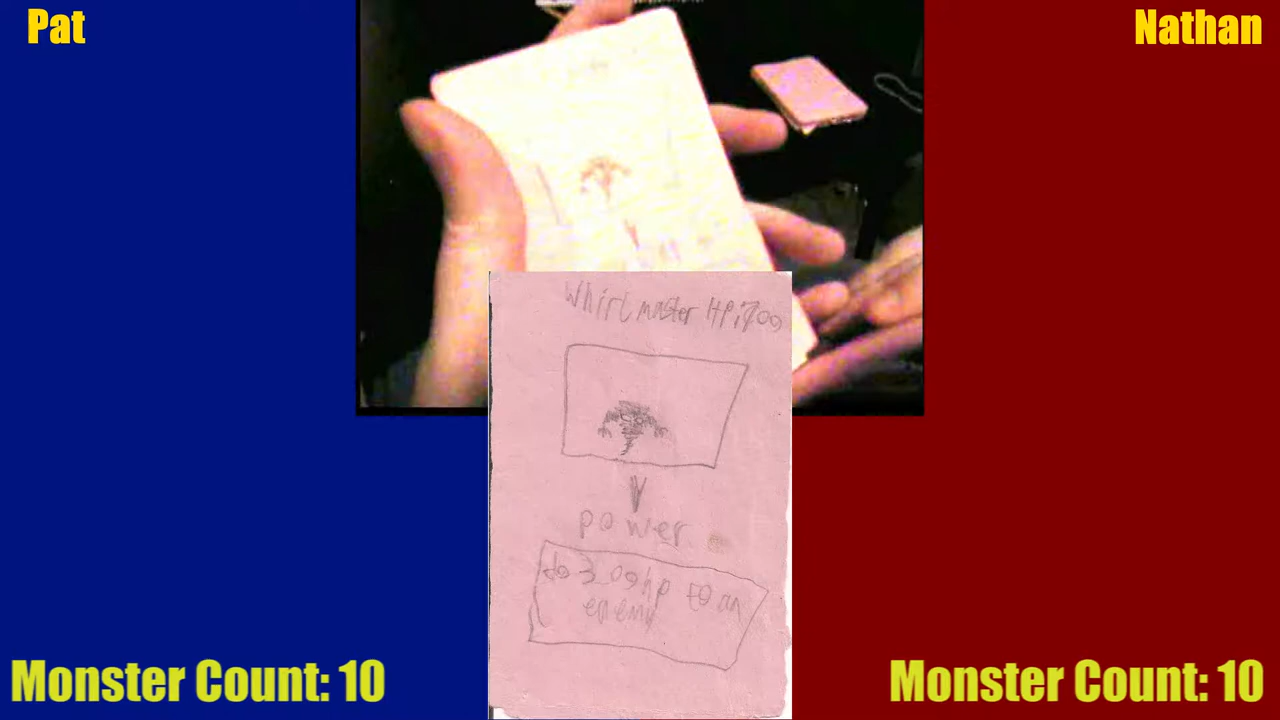 Pat
Nathan
Whirlmaster HP:700
power
do 300hp to an
enemy
Monster Count: 10
Monster Count: 10